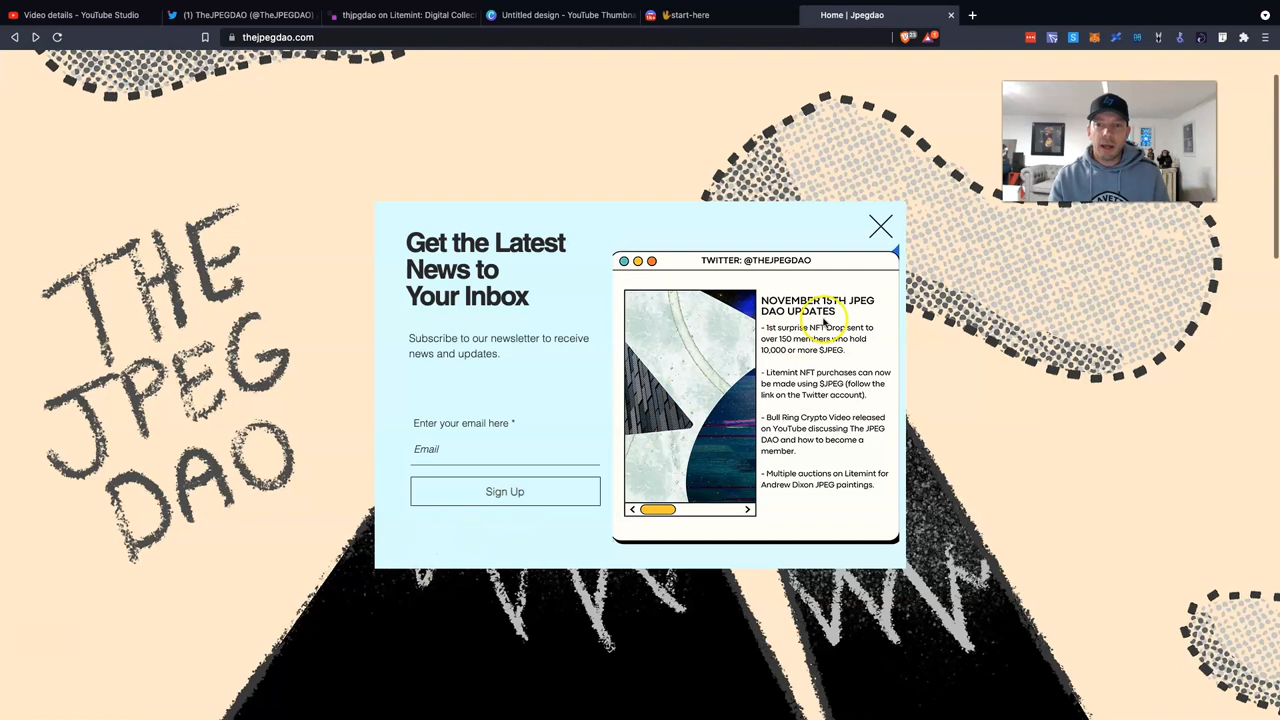 Video details - YouTube Studio
(1) TheJPEGDAO (@TheJPEGDAO)
thjpgdao on Litemint: Digital Collec
Untitled design - YouTube Thumbna
start-here
Home | Jpegdao
thejpegdao.com
THE
JPEG
DAO
Get the Latest
News to
Your Inbox
Subscribe to our newsletter to receive
news and updates.
Enter your email here *
Email
Sign Up
TWITTER: @THEJPEGDAO
NOVEMBER 15TH JPEG
DAO UPDATES
- 1st surprise NFT Drop sent to
over 150 members who hold
10,000 or more $JPEG.
- Litemint NFT purchases can now
be made using $JPEG (follow the
link on the Twitter account).
- Bull Ring Crypto Video released
on YouTube discussing The JPEG
DAO and how to become a
member.
- Multiple auctions on Litemint for
Andrew Dixon JPEG paintings.